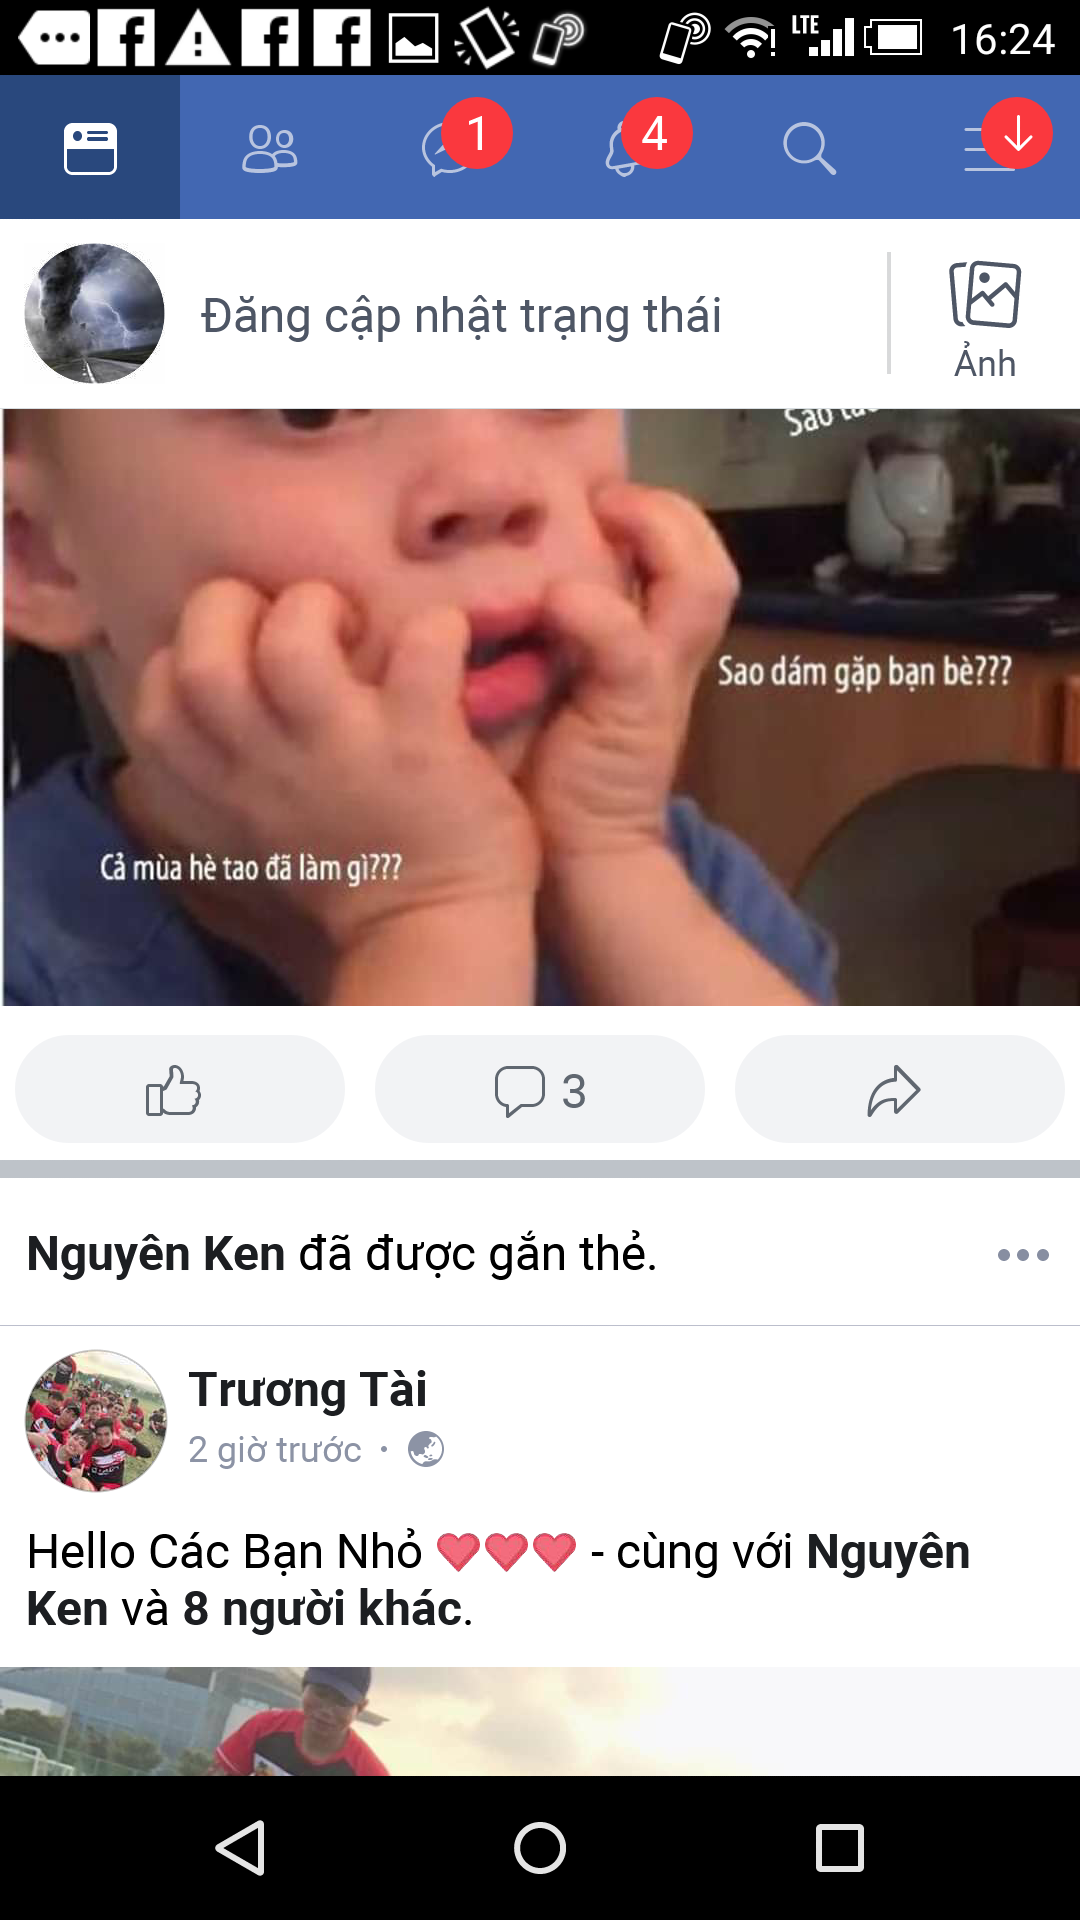 LTE 16:24
1
4
Đăng cập nhật trạng thái
Ảnh
Sao
Sao dám gặp bạn bè???
Cả mùa hè tao đã làm gì???
3
Nguyên Ken đã được gắn thẻ.
Trương Tài
2 giờ trước ·
Hello Các Bạn Nhỏ ❤❤❤ - cùng với Nguyên
Ken và 8 người khác.